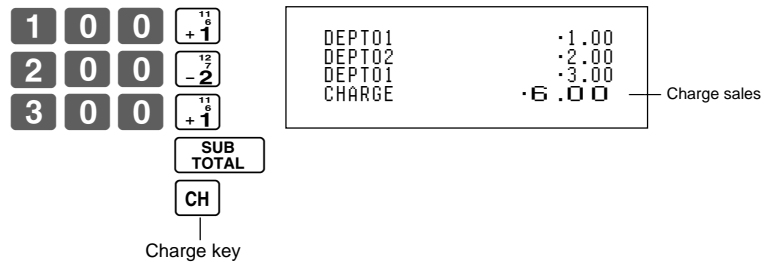 1 0 0 11 6 +1
2 0 0 12 7 -2
3 0 0 11 6 +1
SUB
TOTAL
CH
Charge key
DEPT01 ·1.00
DEPT02 ·2.00
DEPT01 ·3.00
CHARGE ·6.00
Charge sales